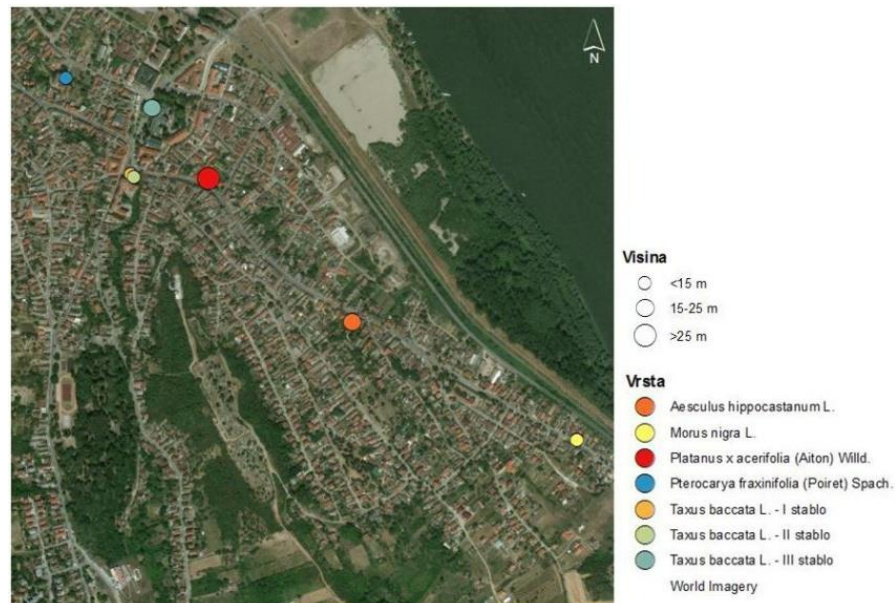 N
Visina
<15 m
15-25 m
>25 m
Vrsta
Aesculus hippocastanum L.
Morus nigra L.
Platanus x acerifolia (Aiton) Willd.
Pterocarya fraxinifolia (Poiret) Spach.
Taxus baccata L. - I stablo
Taxus baccata L. - II stablo
Taxus baccata L. - III stablo
World Imagery